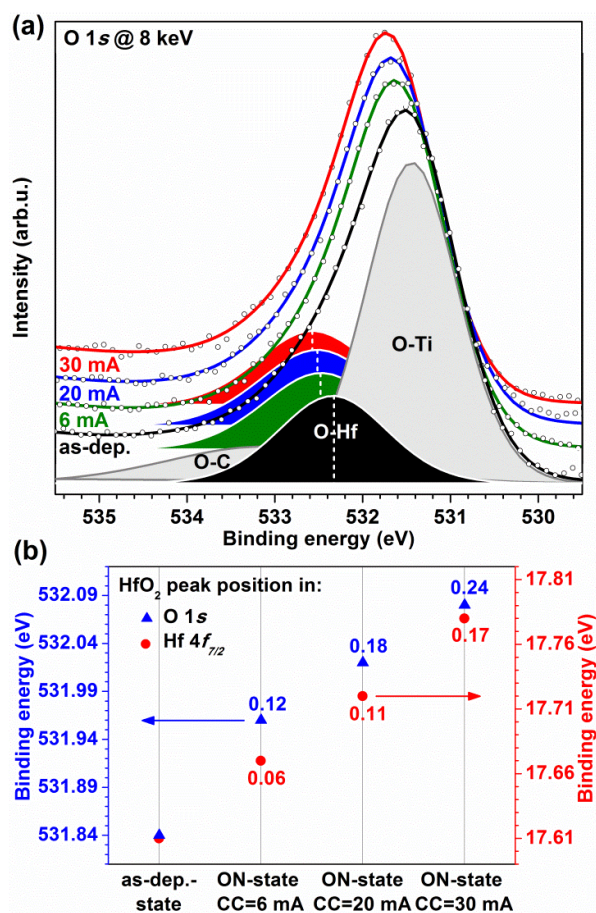 (a)
O 1s @ 8 keV
Intensity (arb.u.)
30 mA
20 mA
6 mA
as-dep.
O-C
O-Hf
O-Ti
535 534 533 532 531 530
Binding energy (eV)
(b)
HfO₂ peak position in:
O 1s
Hf 4f₇/₂
Binding energy (eV)
532.09
532.04
531.99
531.94
531.89
531.84
0.12
0.06
0.18
0.11
0.24
0.17
17.81
17.76
17.71
17.66
17.61
Binding energy (eV)
as-dep.- ON-state ON-state ON-state
state CC=6 mA CC=20 mA CC=30 mA